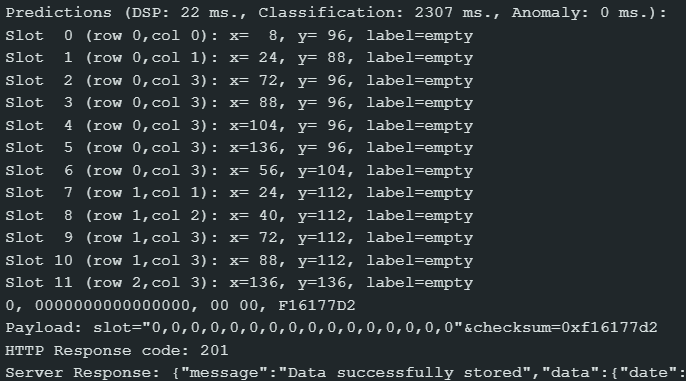 Predictions (DSP: 22 ms., Classification: 2307 ms., Anomaly: 0 ms.):
Slot  0 (row 0,col 0): x=  8, y= 96, label=empty
Slot  1 (row 0,col 1): x= 24, y= 88, label=empty
Slot  2 (row 0,col 3): x= 72, y= 96, label=empty
Slot  3 (row 0,col 3): x= 88, y= 96, label=empty
Slot  4 (row 0,col 3): x=104, y= 96, label=empty
Slot  5 (row 0,col 3): x=136, y= 96, label=empty
Slot  6 (row 0,col 3): x= 56, y=104, label=empty
Slot  7 (row 1,col 1): x= 24, y=112, label=empty
Slot  8 (row 1,col 2): x= 40, y=112, label=empty
Slot  9 (row 1,col 3): x= 72, y=112, label=empty
Slot 10 (row 1,col 3): x= 88, y=112, label=empty
Slot 11 (row 2,col 3): x=136, y=136, label=empty
0, 0000000000000000, 00 00, F16177D2
Payload: slot="0,0,0,0,0,0,0,0,0,0,0,0,0,0,0,0"&checksum=0xf16177d2
HTTP Response code: 201
Server Response: {"message":"Data successfully stored","data":{"date":